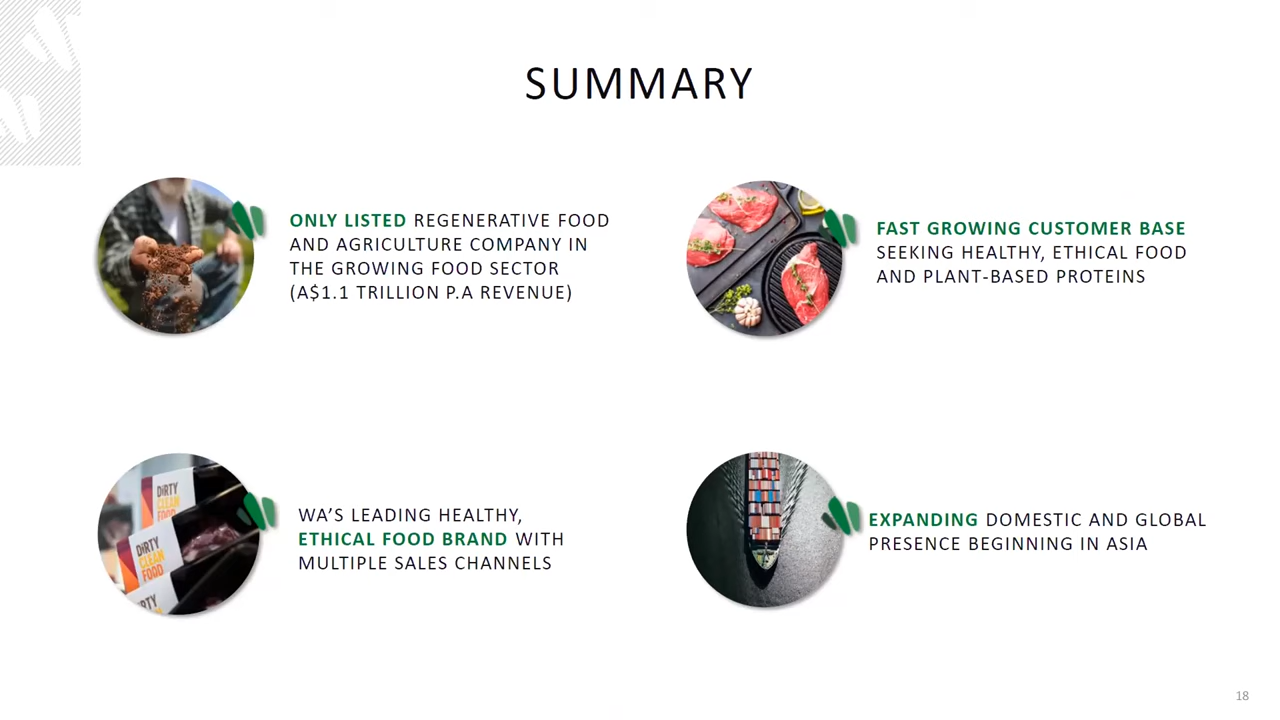 SUMMARY
ONLY LISTED REGENERATIVE FOOD
AND AGRICULTURE COMPANY IN
THE GROWING FOOD SECTOR
(A$1.1 TRILLION P.A REVENUE)
FAST GROWING CUSTOMER BASE
SEEKING HEALTHY, ETHICAL FOOD
AND PLANT-BASED PROTEINS
DiRTY
CLEAN
FOOD
DiRTY
CLEAN
FOOD
WA’S LEADING HEALTHY,
ETHICAL FOOD BRAND WITH
MULTIPLE SALES CHANNELS
EXPANDING DOMESTIC AND GLOBAL
PRESENCE BEGINNING IN ASIA
18